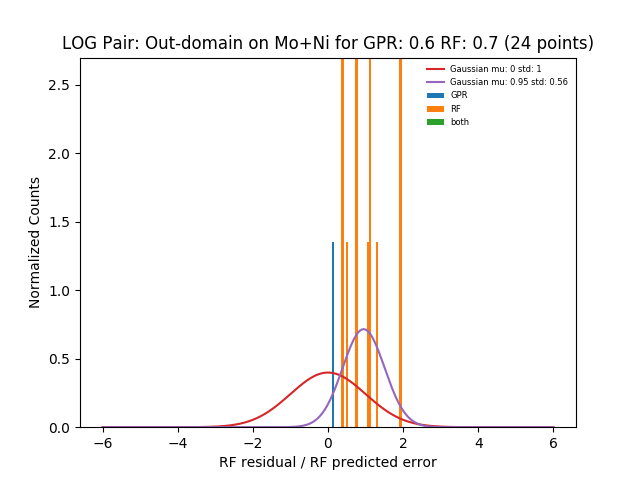 LOG Pair: Out-domain on Mo+Ni for GPR: 0.6 RF: 0.7 (24 points)
Gaussian mu: 0 std: 1
Gaussian mu: 0.95 std: 0.56
GPR
RF
both
Normalized Counts
2.5
2.0
1.5
1.0
0.5
0.0
−6 −4 −2 0 2 4 6
RF residual / RF predicted error